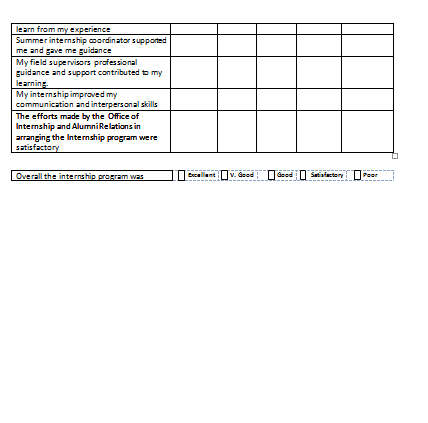 learn from my experience
Summer internship coordinator supported
me and gave me guidance
My field supervisors professional
guidance and support contributed to my
learning.
My internship improved my
communication and interpersonal skills
The efforts made by the Office of
Internship and Alumni Relations in
arranging the Internship program were
satisfactory
Overall the internship program was Excellent V. Good Good Satisfactory Poor